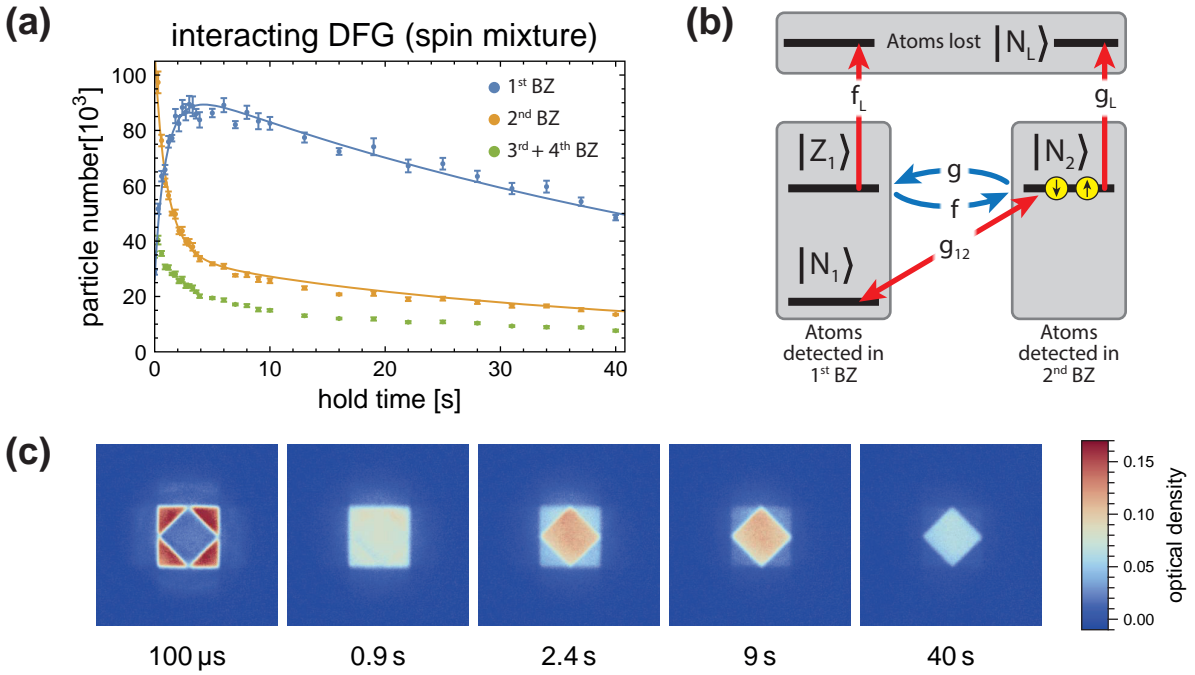 (a)
interacting DFG (spin mixture)
particle number[10³]
100
80
60
40
20
0
1ˢᵗ BZ
2ⁿᵈ BZ
3ʳᵈ + 4ᵗʰ BZ
0
10
20
30
40
hold time [s]
(b)
Atoms lost |N_L⟩
f_L
g_L
|Z₁⟩
|N₂⟩
g
f
g₁₂
|N₁⟩
Atoms
detected in
1ˢᵗ BZ
Atoms
detected in
2ⁿᵈ BZ
(c)
100 µs
0.9 s
2.4 s
9 s
40 s
0.15
0.10
0.05
0.00
optical density